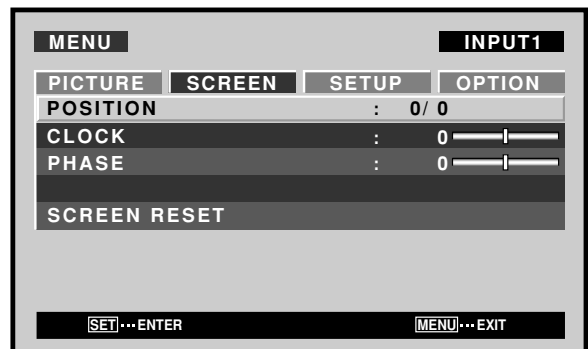 MENU INPUT1
PICTURE SCREEN SETUP OPTION
POSITION : 0/ 0
CLOCK : 0
PHASE : 0
SCREEN RESET
SET ··· ENTER MENU ··· EXIT